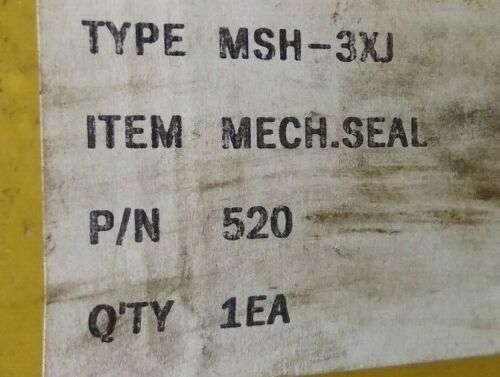 TYPE MSH-3XJ
ITEM MECH.SEAL
P/N 520
Q'TY 1EA